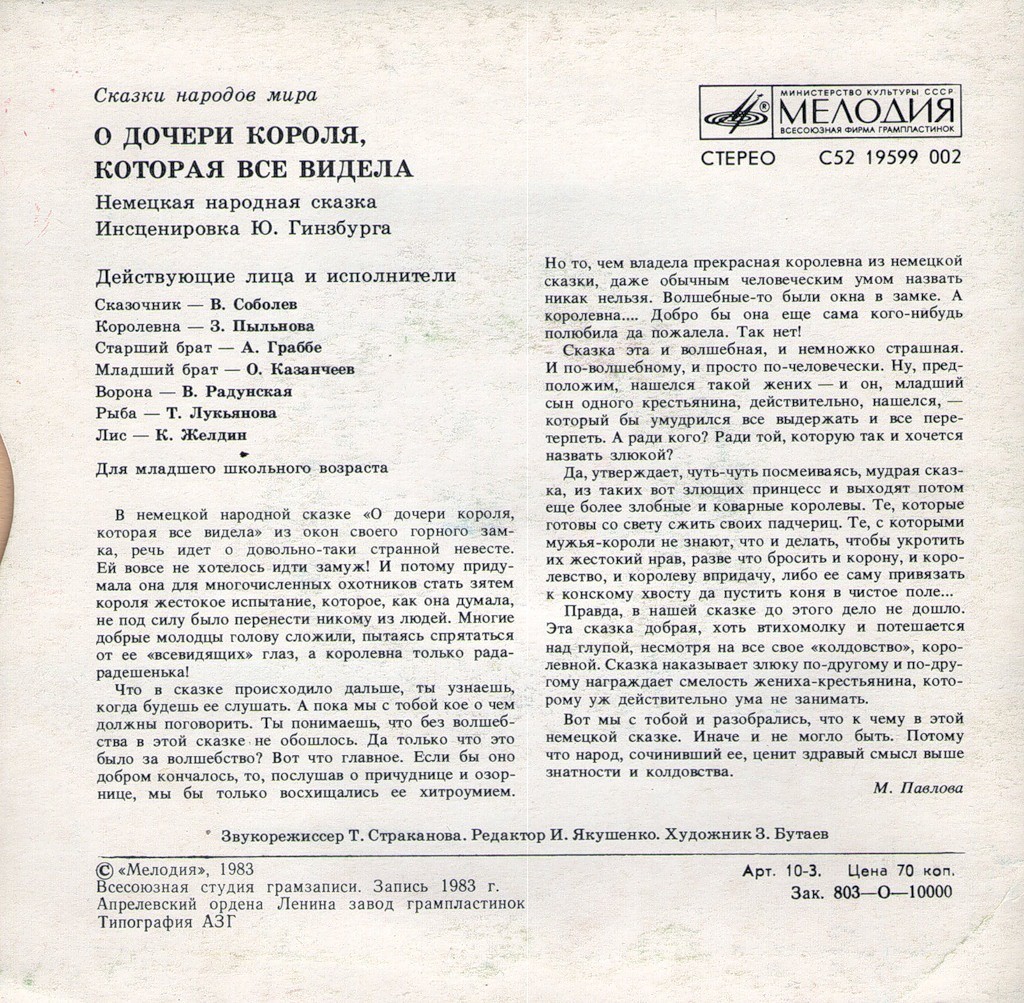 Сказки народов мира
О ДОЧЕРИ КОРОЛЯ,
КОТОРАЯ ВСЕ ВИДЕЛА
Немецкая народная сказка
Инсценировка Ю. Гинзбурга
МИНИСТЕРСТВО КУЛЬТУРЫ СССР
МЕЛОДИЯ
ВСЕСОЮЗНАЯ ФИРМА ГРАМПЛАСТИНОК
®
СТЕРЕО С52 19599 002
Действующие лица и исполнители
Сказочник — В. Соболев
Королевна — З. Пыльнова
Старший брат — А. Граббе
Младший брат — О. Казанчеев
Ворона — В. Радунская
Рыба — Т. Лукьянова
Лис — К. Желдин
Для младшего школьного возраста
В немецкой народной сказке «О дочери короля,
которая все видела» из окон своего горного зам-
ка, речь идет о довольно-таки странной невесте.
Ей вовсе не хотелось идти замуж! И потому приду-
мала она для многочисленных охотников стать зятем
короля жестокое испытание, которое, как она думала,
не под силу было перенести никому из людей. Многие
добрые молодцы голову сложили, пытаясь спрятаться
от ее «всевидящих» глаз, а королевна только рада-
радешенька!
Что в сказке происходило дальше, ты узнаешь,
когда будешь ее слушать. А пока мы с тобой кое о чем
должны поговорить. Ты понимаешь, что без волшеб-
ства в этой сказке не обошлось. Да только что это
было за волшебство? Вот что главное. Если бы оно
добром кончалось, то, послушав о причуднице и озор-
нице, мы бы только восхищались ее хитроумием.
Но то, чем владела прекрасная королевна из немецкой
сказки, даже обычным человеческим умом назвать
никак нельзя. Волшебные-то были окна в замке. А
королевна.... Добро бы она еще сама кого-нибудь
полюбила да пожалела. Так нет!
Сказка эта и волшебная, и немножко страшная.
И по-волшебному, и просто по-человечески. Ну, пред-
положим, нашелся такой жених — и он, младший
сын одного крестьянина, действительно, нашелся, —
который бы умудрился все выдержать и все пере-
терпеть. А ради кого? Ради той, которую так и хочется
назвать злюкой?
Да, утверждает, чуть-чуть посмеиваясь, мудрая сказ-
ка, из таких вот злющих принцесс и выходят потом
еще более злобные и коварные королевы. Те, которые
готовы со свету сжить своих падчериц. Те, с которыми
мужья-короли не знают, что и делать, чтобы укротить
их жестокий нрав, разве что бросить и корону, и коро-
левство, и королеву впридачу, либо ее саму привязать
к конскому хвосту да пустить коня в чистое поле...
Правда, в нашей сказке до этого дело не дошло.
Эта сказка добрая, хоть втихомолку и потешается
над глупой, несмотря на все свое «колдовство», коро-
левной. Сказка наказывает злюку по-другому и по-дру-
гому награждает смелость жениха-крестьянина, кото-
рому уж действительно ума не занимать.
Вот мы с тобой и разобрались, что к чему в этой
немецкой сказке. Иначе и не могло быть. Потому
что народ, сочинивший ее, ценит здравый смысл выше
знатности и колдовства.
М. Павлова
Звукорежиссер Т. Страканова. Редактор И. Якушенко. Художник З. Бутаев
© «Мелодия», 1983
Всесоюзная студия грамзаписи. Запись 1983 г.
Апрелевский ордена Ленина завод грампластинок
Типография АЗГ
Арт. 10-3. Цена 70 коп.
Зак. 803—О—10000